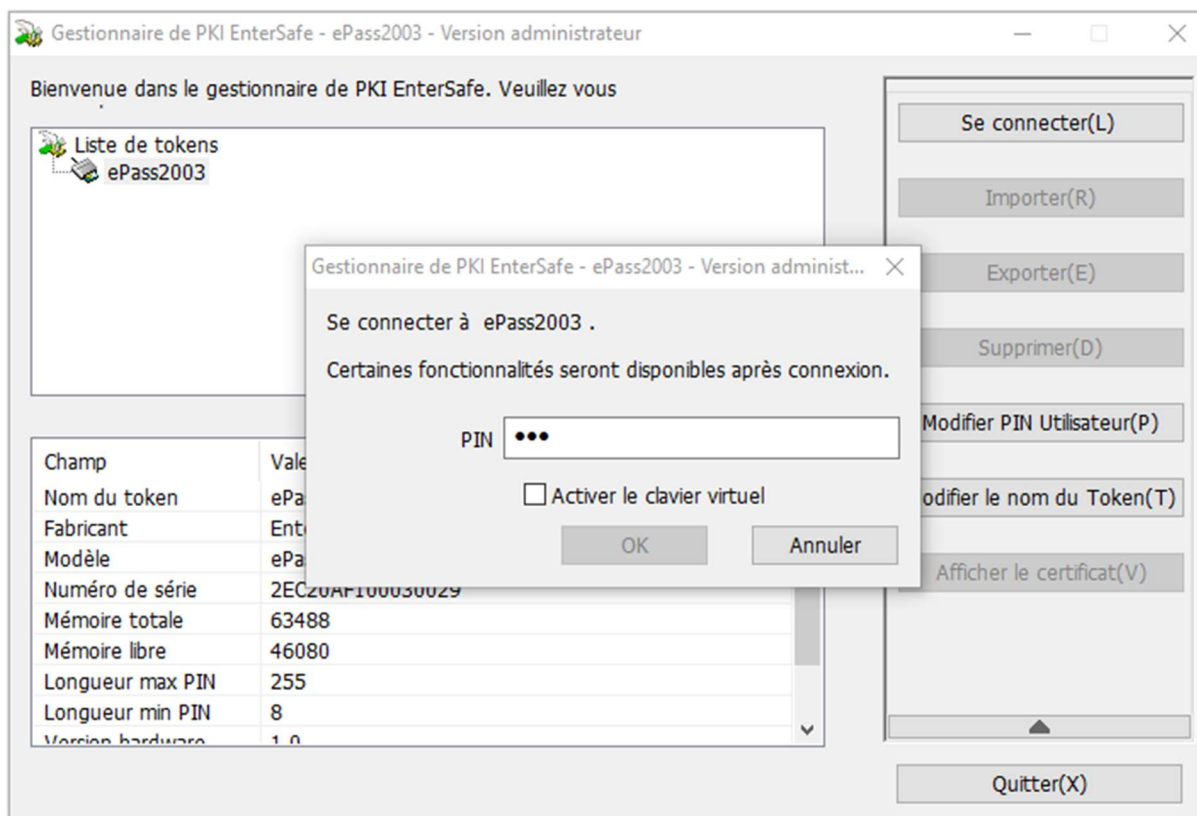 Gestionnaire de PKI EnterSafe - ePass2003 - Version administrateur
Bienvenue dans le gestionnaire de PKI EnterSafe. Veuillez vous
Liste de tokens
ePass2003
Gestionnaire de PKI EnterSafe - ePass2003 - Version administ...
Se connecter à ePass2003 .
Certaines fonctionnalités seront disponibles après connexion.
PIN •••
Activer le clavier virtuel
OK Annuler
Champ
Nom du token
Fabricant
Modèle
Numéro de série
Mémoire totale 63488
Mémoire libre 46080
Longueur max PIN 255
Longueur min PIN 8
Version hardware 1.0
Se connecter(L)
Importer(R)
Exporter(E)
Supprimer(D)
Modifier PIN Utilisateur(P)
odifier le nom du Token(T)
Afficher le certificat(V)
Quitter(X)